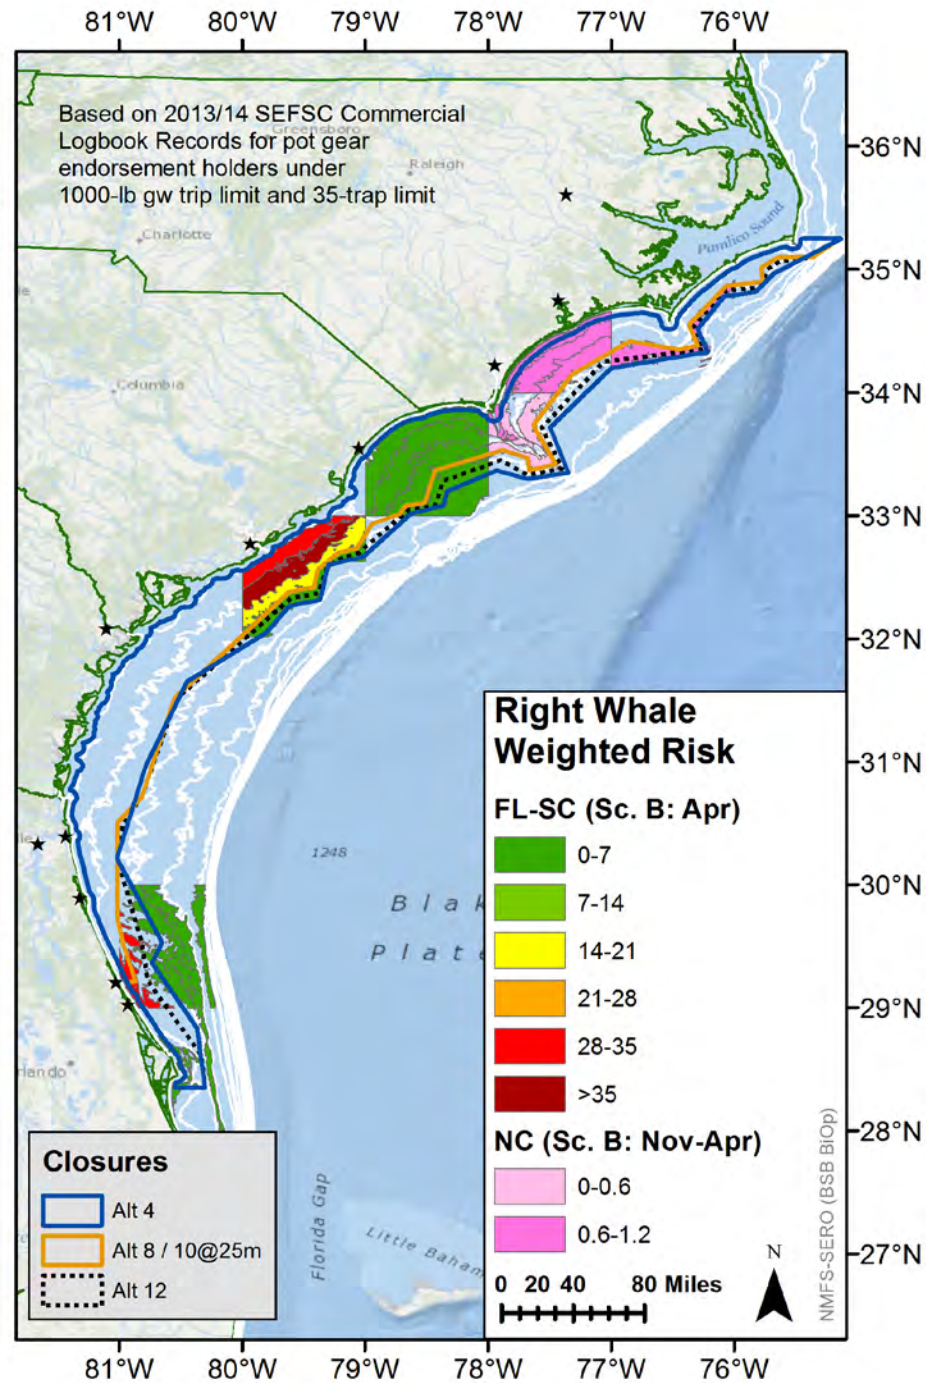 81°W 80°W 79°W 78°W 77°W 76°W
Based on 2013/14 SEFSC Commercial
Logbook Records for pot gear
endorsement holders under
1000-lb gw trip limit and 35-trap limit
Greensboro
Raleigh
Charlotte
Columbia
Pamlico Sound
36°N
35°N
34°N
33°N
32°N
31°N
30°N
29°N
28°N
27°N
1248
Blak
Plate
rlando
Florida Gap
Little Baham
Right Whale
Weighted Risk
FL-SC (Sc. B: Apr)
0-7
7-14
14-21
21-28
28-35
>35
NC (Sc. B: Nov-Apr)
0-0.6
0.6-1.2
0 20 40 80 Miles
N
NMFS-SERO (BSB BiOp)
Closures
Alt 4
Alt 8 / 10@25m
Alt 12
81°W 80°W 79°W 78°W 77°W 76°W